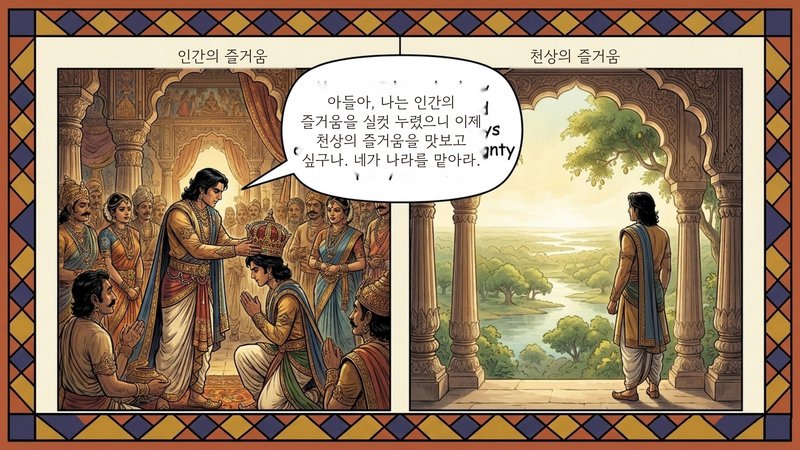 인간의 즐거움
천상의 즐거움
아들아, 나는 인간의
즐거움을 실컷 누렸으니 이제
천상의 즐거움을 맛보고
싶구나. 네가 나라를 맡아라.